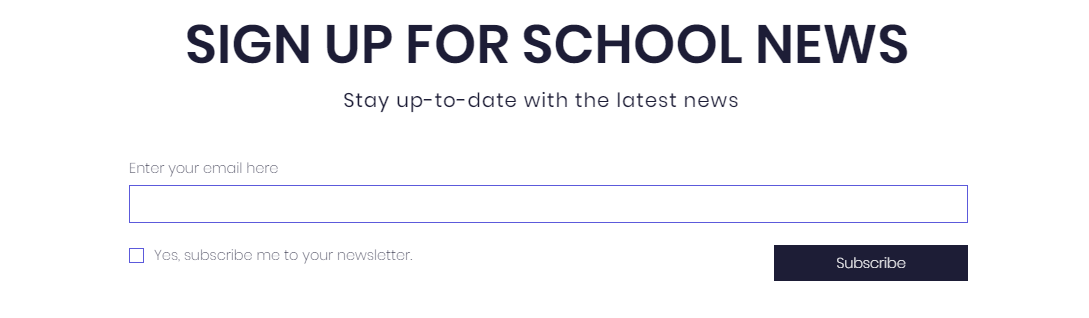 SIGN UP FOR SCHOOL NEWS
Stay up-to-date with the latest news
Enter your email here
Yes, subscribe me to your newsletter.
Subscribe